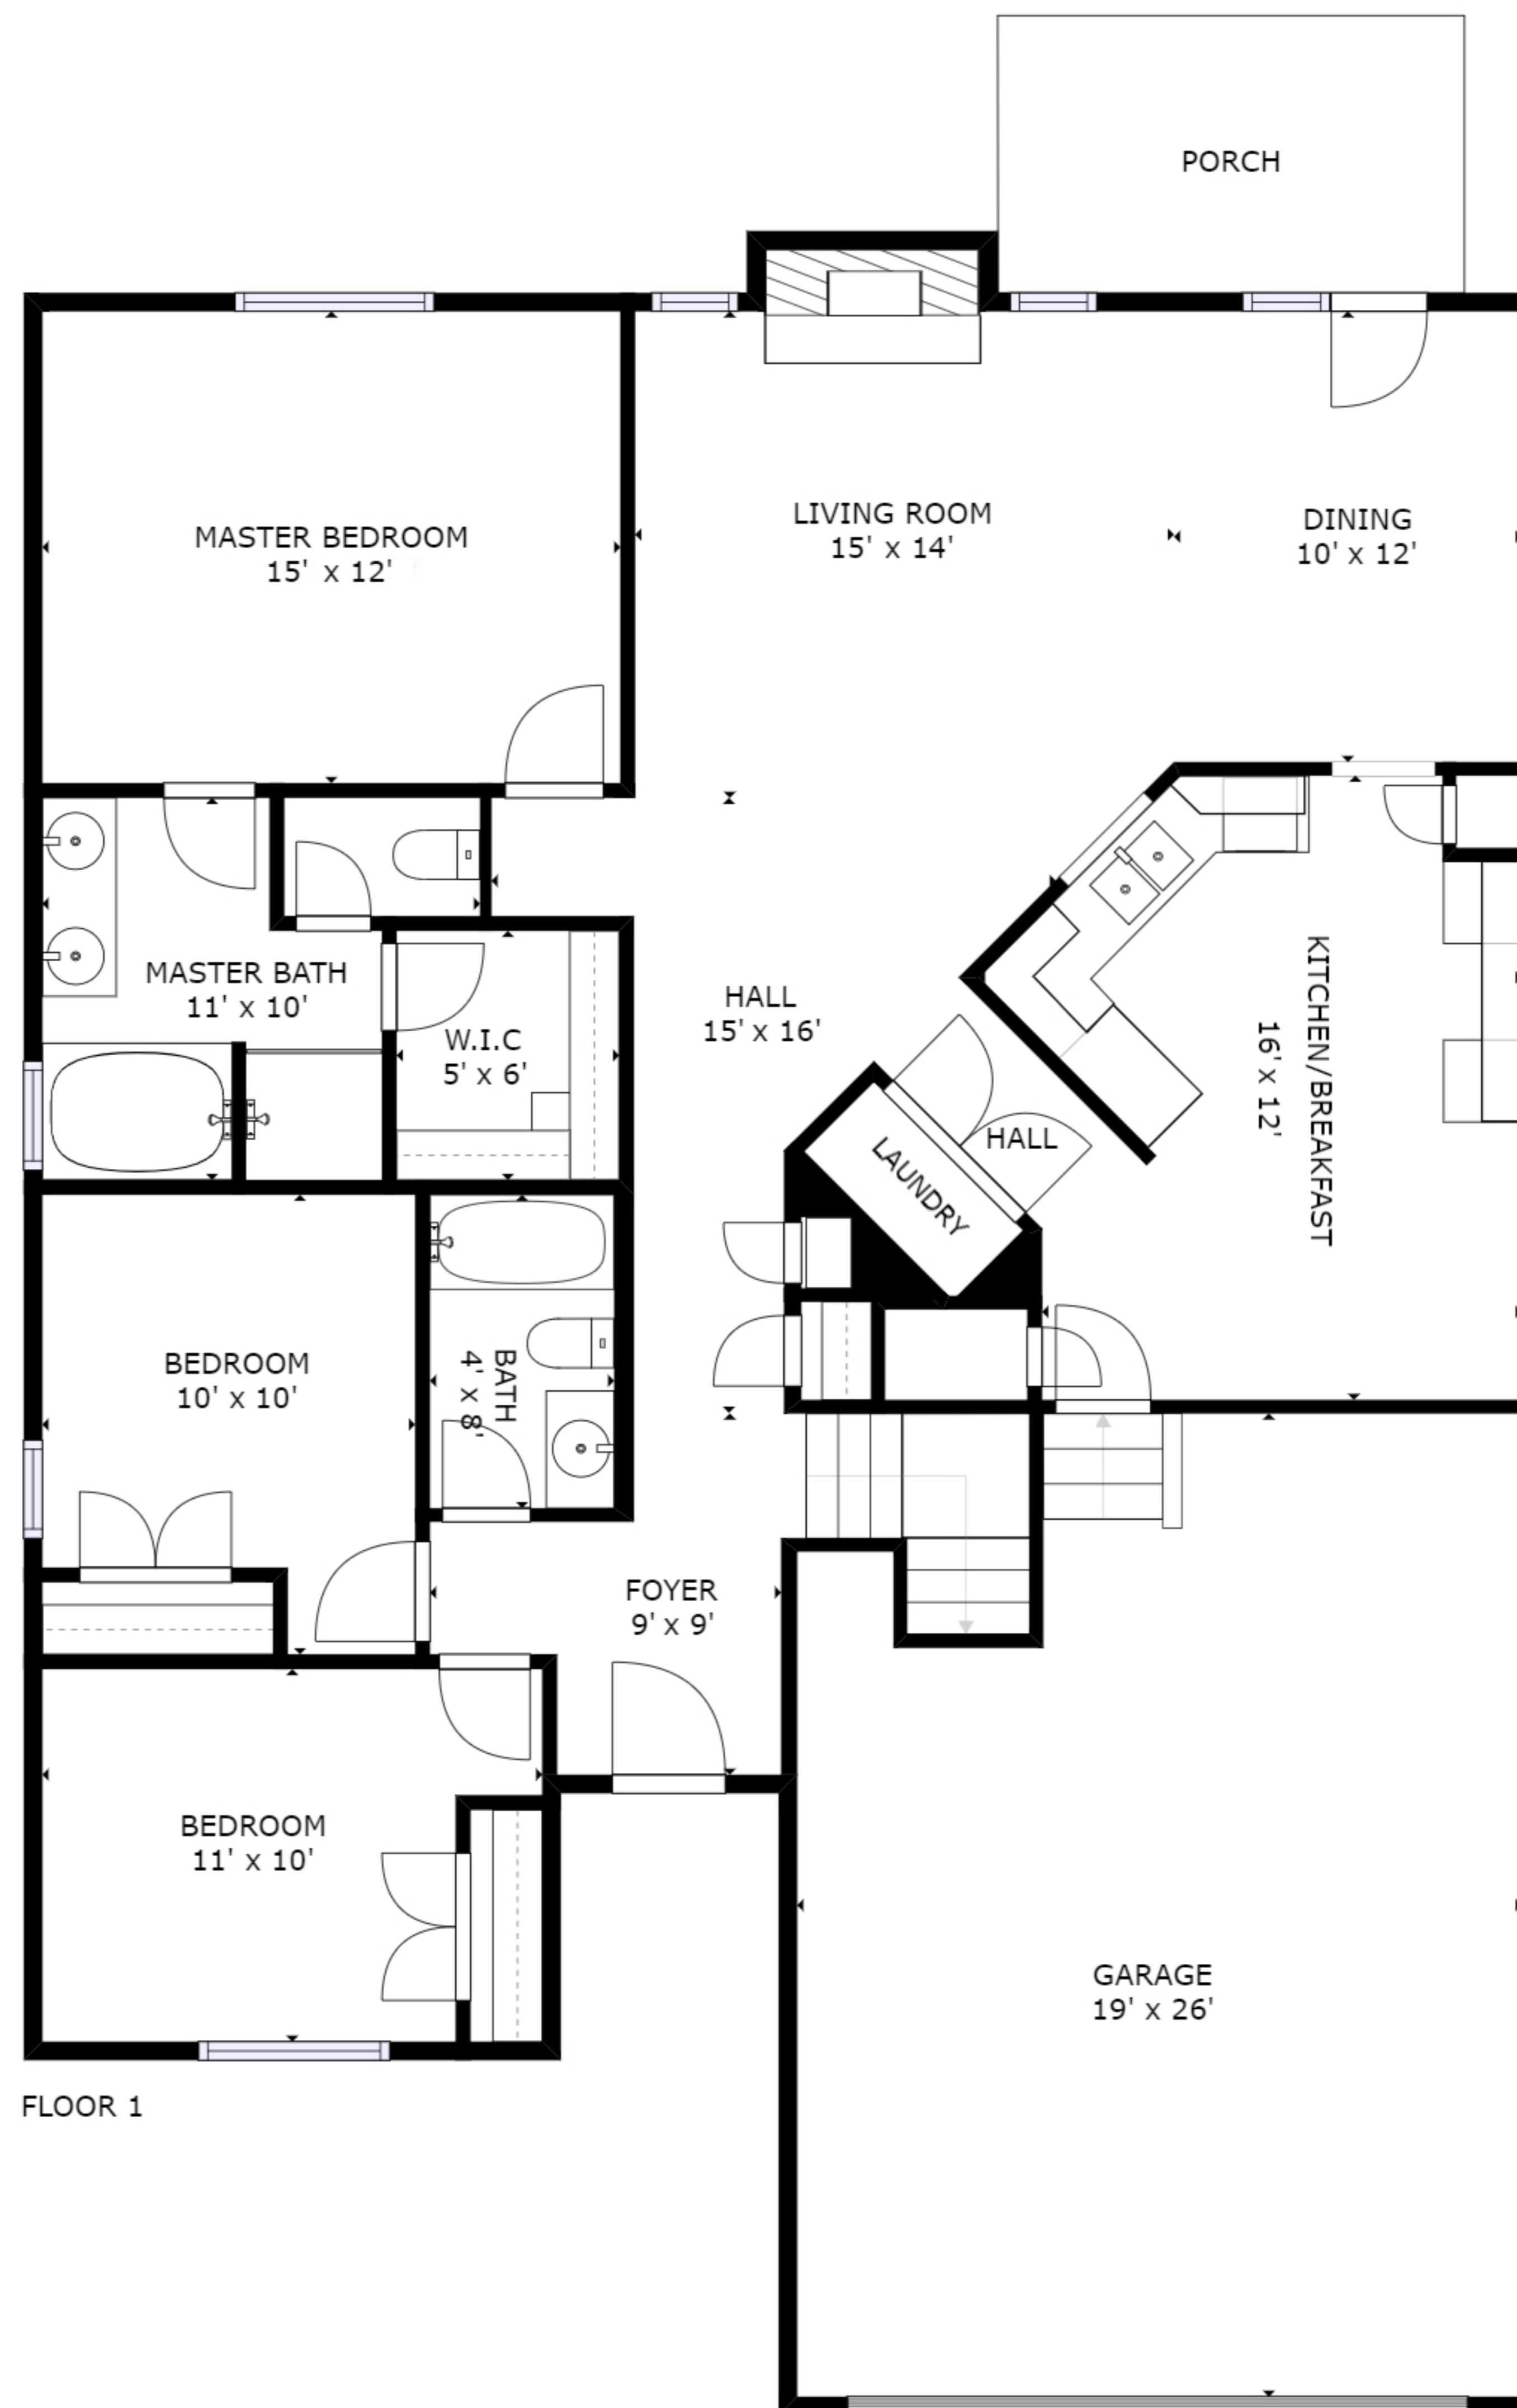 PORCH
MASTER BEDROOM
15' x 12'
LIVING ROOM
15' x 14'
DINING
10' x 12'
MASTER BATH
11' x 10'
W.I.C
5' x 6'
HALL
15' x 16'
HALL
LAUNDRY
KITCHEN/BREAKFAST
16' x 12'
BEDROOM
10' x 10'
BATH
4' x 8'
FOYER
9' x 9'
BEDROOM
11' x 10'
GARAGE
19' x 26'
FLOOR 1